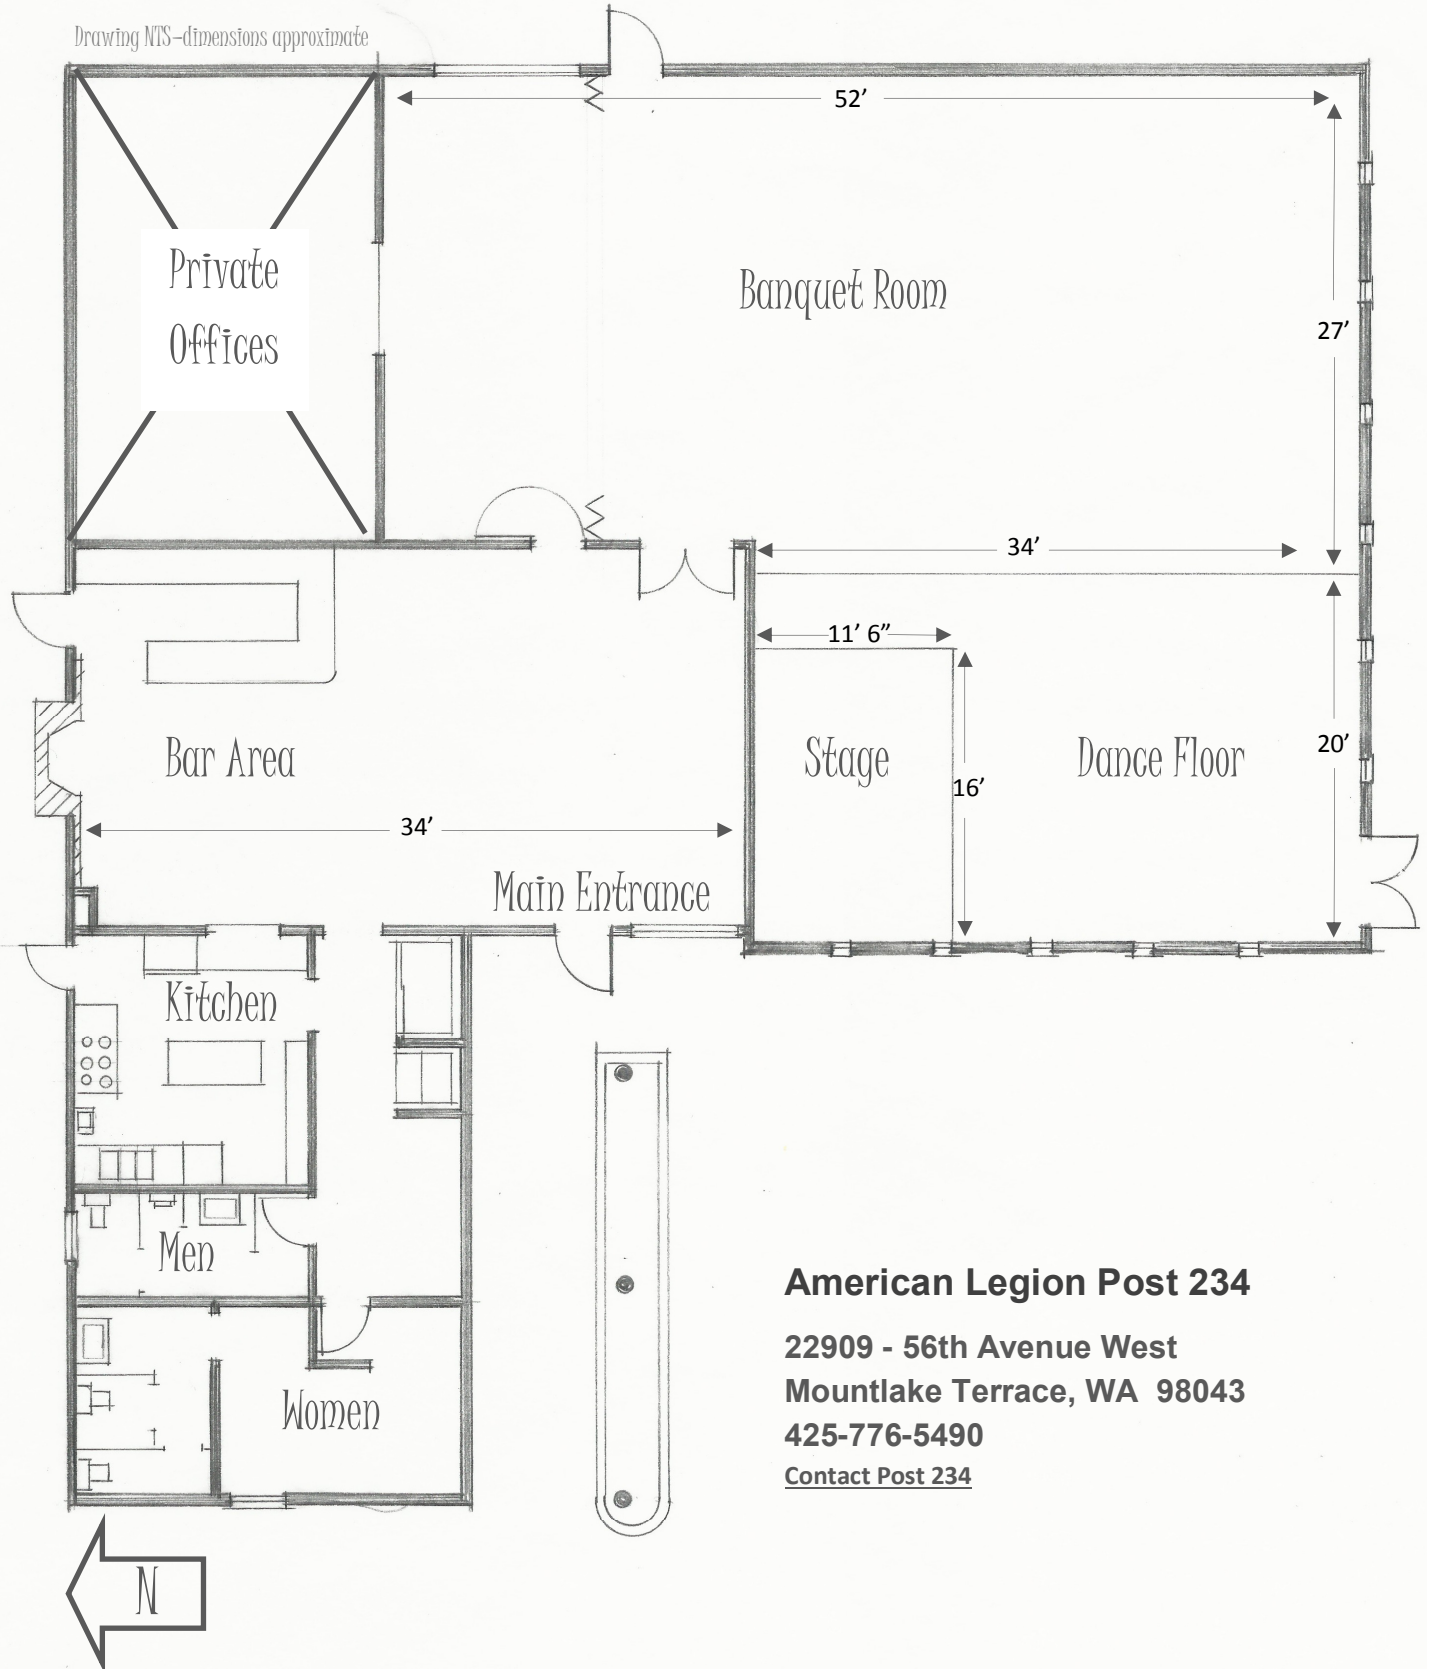 Drawing NTS-dimensions approximate
52’
Private
Offices
Banquet Room
27’
34’
11’ 6”
Bar Area
Stage
Dance Floor
20’
16’
34’
Main Entrance
Kitchen
Men
Women
American Legion Post 234
22909 - 56th Avenue West
Mountlake Terrace, WA  98043
425-776-5490
Contact Post 234
N